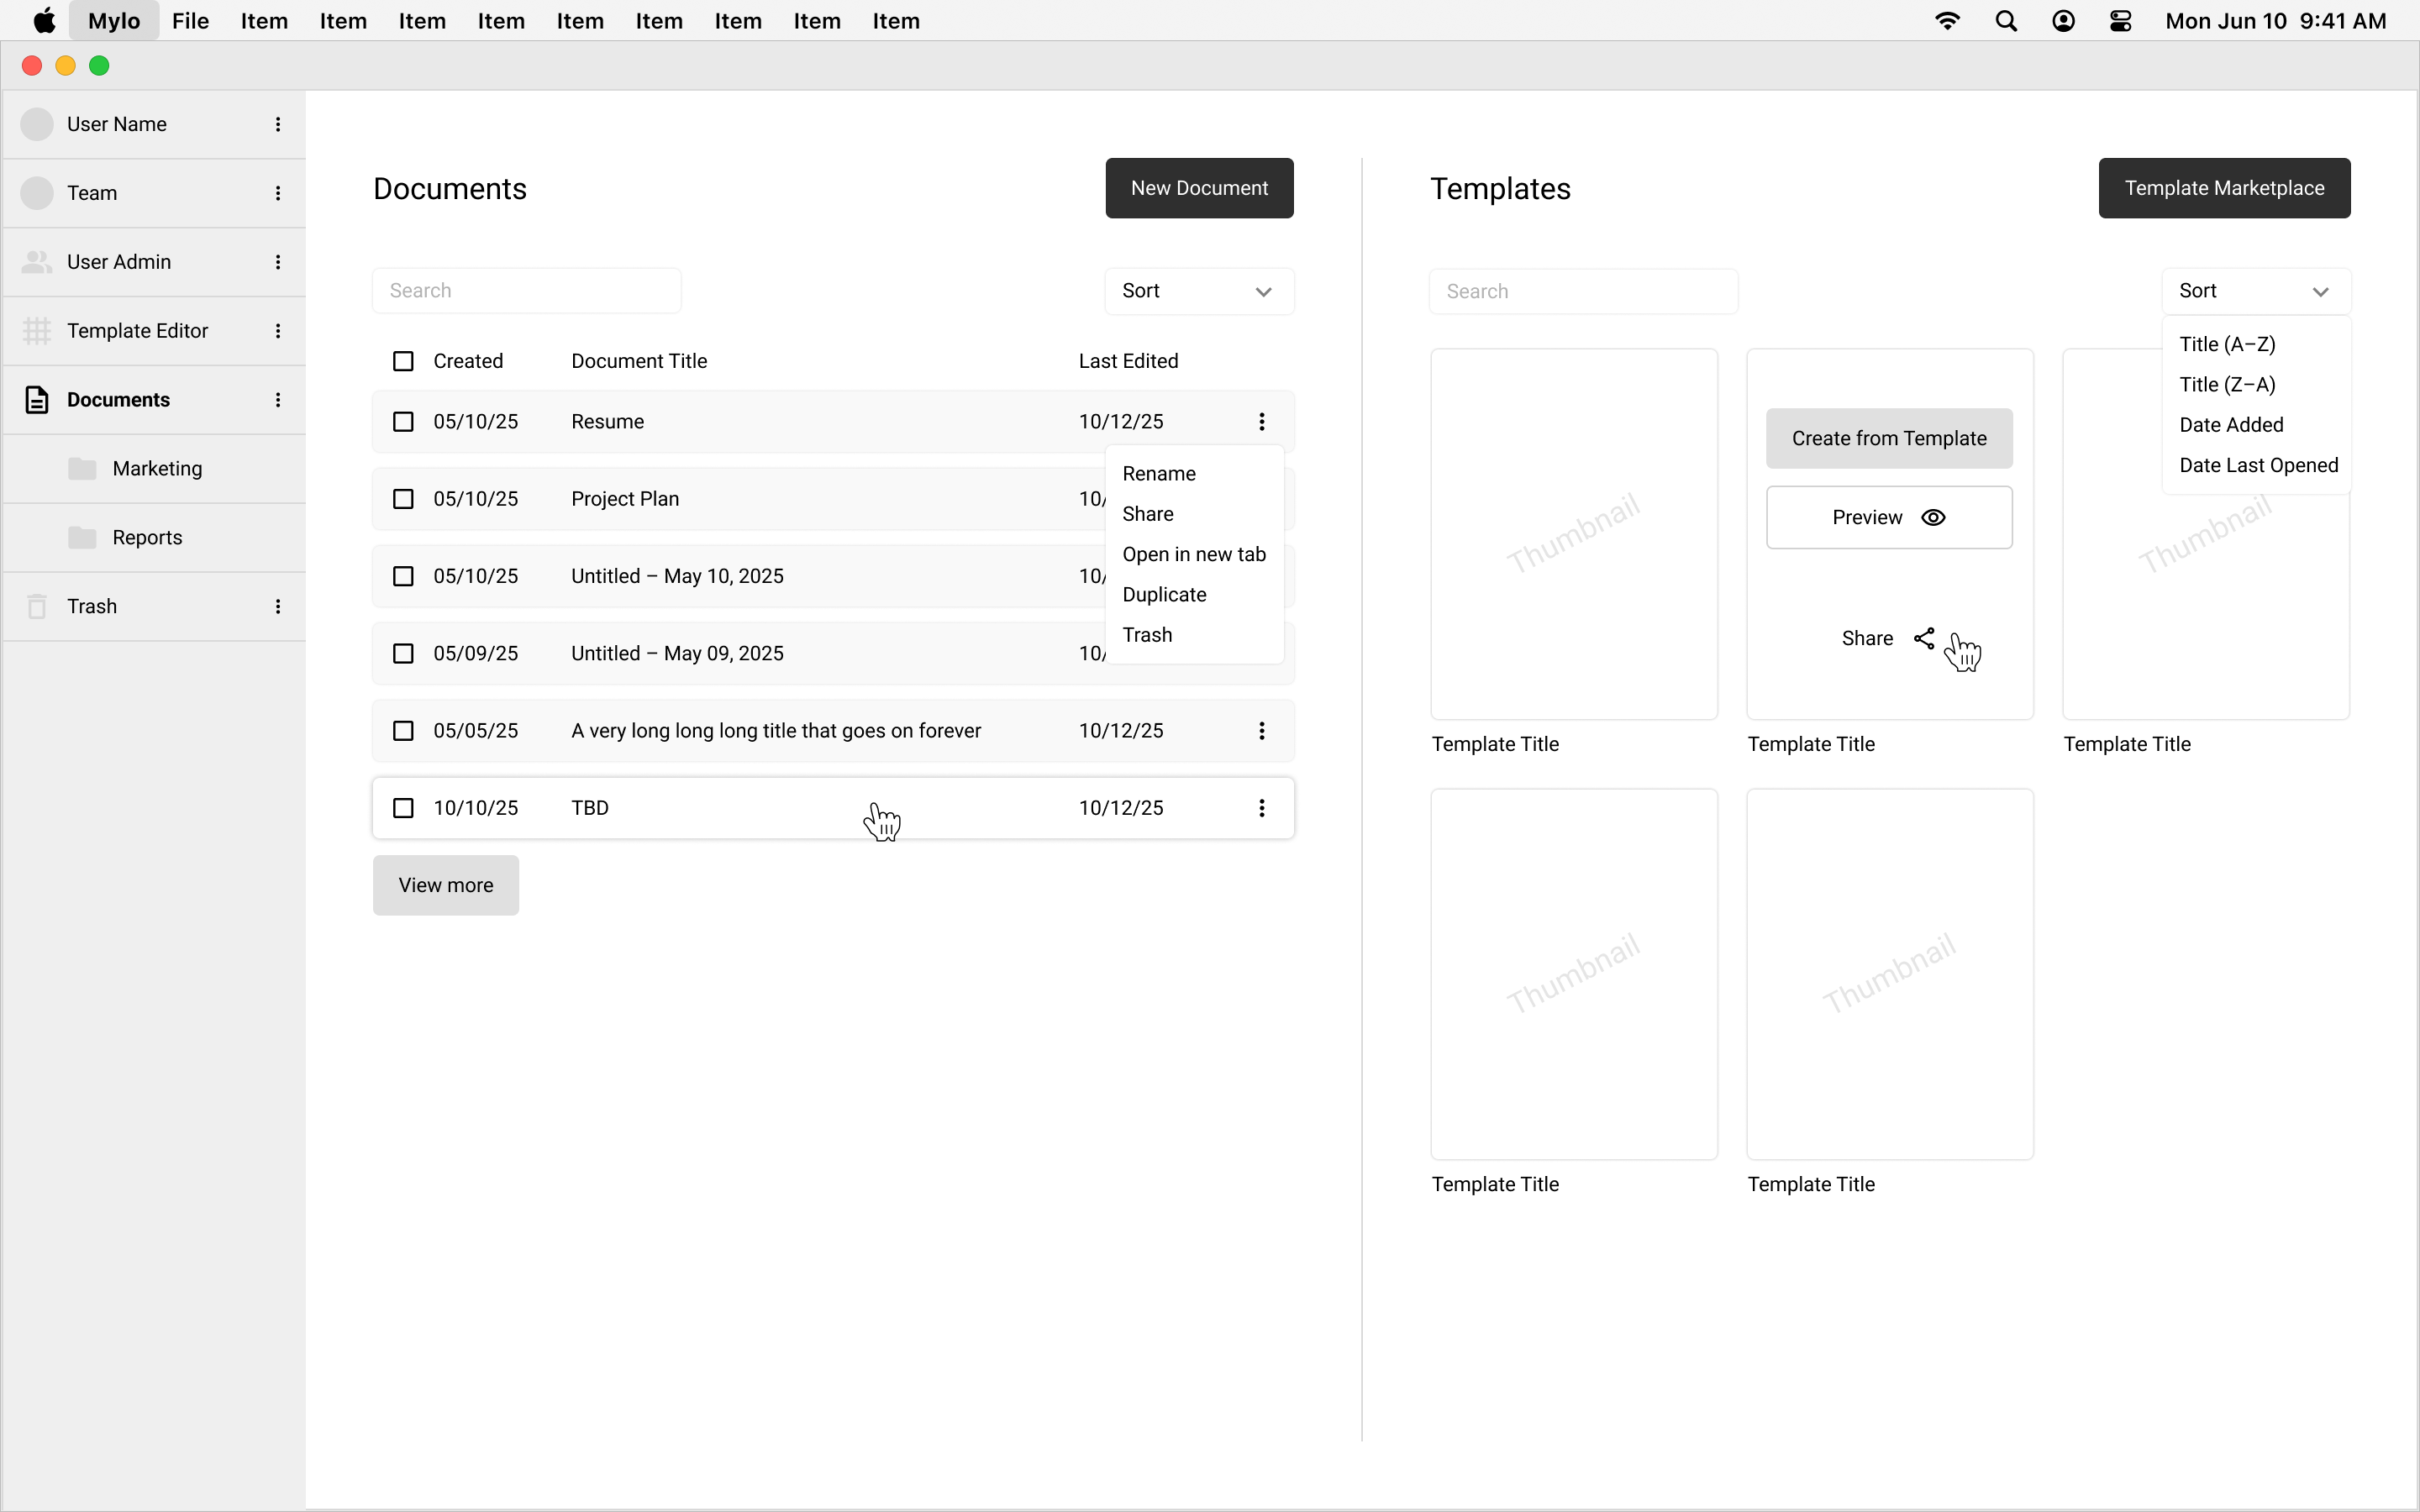 Mylo File Item Item Item Item Item Item Item Item Item Mon Jun 10 9:41 AM
User Name
Team
User Admin
Template Editor
Documents
Marketing
Reports
Trash
Documents
New Document
Search
Sort
Created Document Title Last Edited
05/10/25 Resume 10/12/25
05/10/25 Project Plan 10/
05/10/25 Untitled – May 10, 2025 10/
05/09/25 Untitled – May 09, 2025 10/
05/05/25 A very long long long title that goes on forever 10/12/25
10/10/25 TBD 10/12/25
Rename
Share
Open in new tab
Duplicate
Trash
View more
Templates
Template Marketplace
Search
Sort
Title (A–Z)
Title (Z–A)
Date Added
Date Last Opened
Thumbnail
Create from Template
Preview
Share
Thumbnail
Template Title
Template Title
Template Title
Thumbnail
Thumbnail
Template Title
Template Title